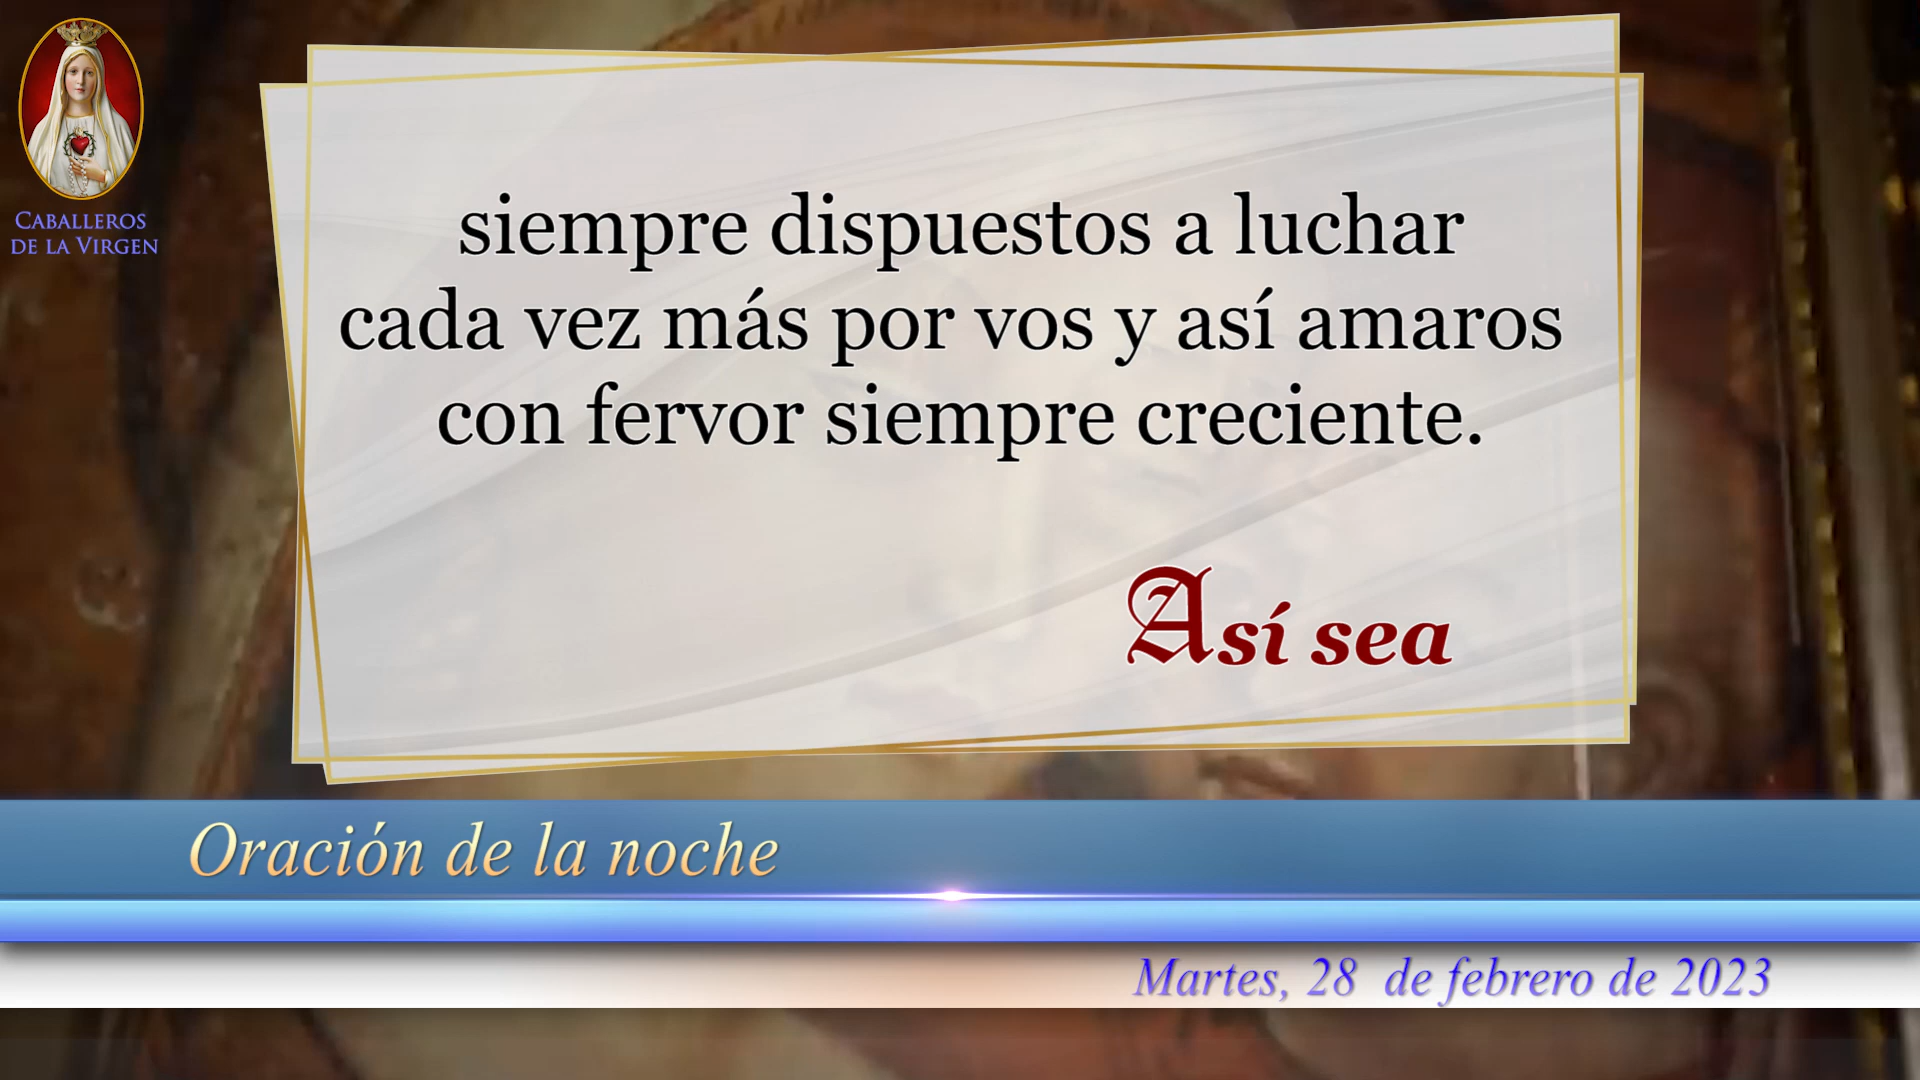 CABALLEROS
DE LA VIRGEN
siempre dispuestos a luchar
cada vez más por vos y así amaros
con fervor siempre creciente.
Así sea
Oración de la noche
Martes, 28 de febrero de 2023